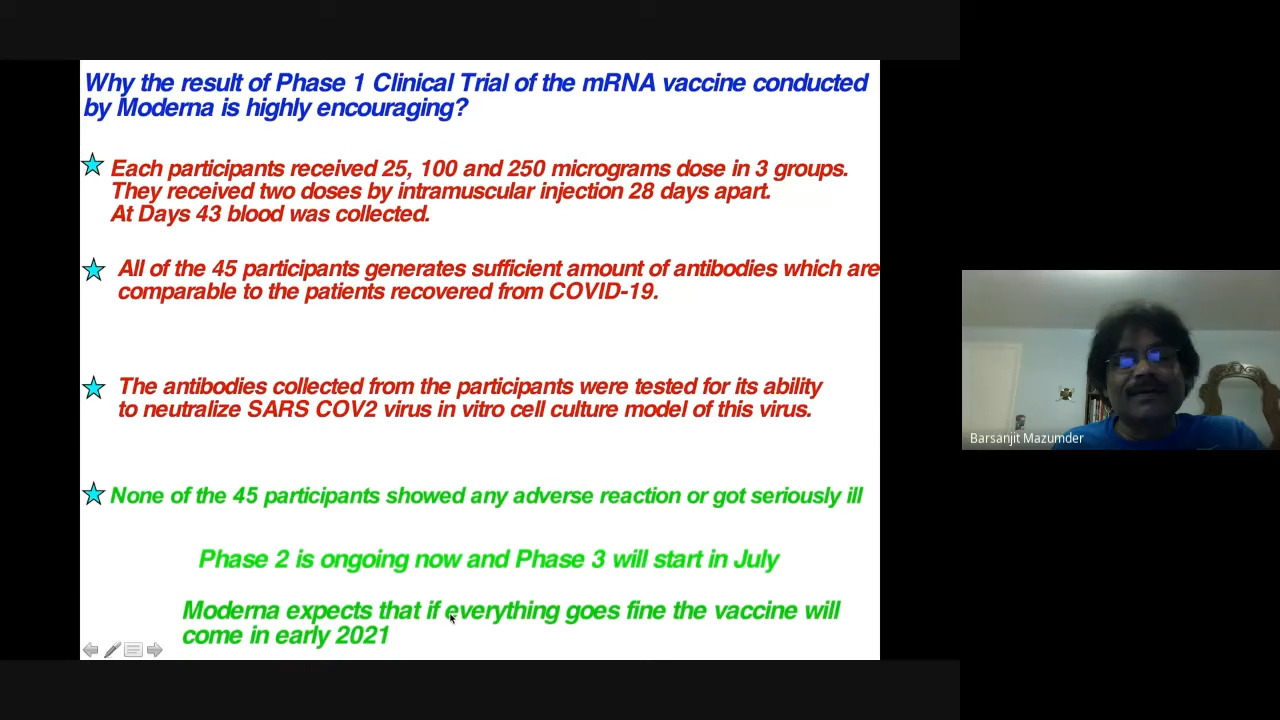 Why the result of Phase 1 Clinical Trial of the mRNA vaccine conducted
by Moderna is highly encouraging?
Each participants received 25, 100 and 250 micrograms dose in 3 groups.
They received two doses by intramuscular injection 28 days apart.
At Days 43 blood was collected.
All of the 45 participants generates sufficient amount of antibodies which are
comparable to the patients recovered from COVID-19.
The antibodies collected from the participants were tested for its ability
to neutralize SARS COV2 virus in vitro cell culture model of this virus.
None of the 45 participants showed any adverse reaction or got seriously ill
Phase 2 is ongoing now and Phase 3 will start in July
Moderna expects that if everything goes fine the vaccine will
come in early 2021
Barsanjit Mazumder